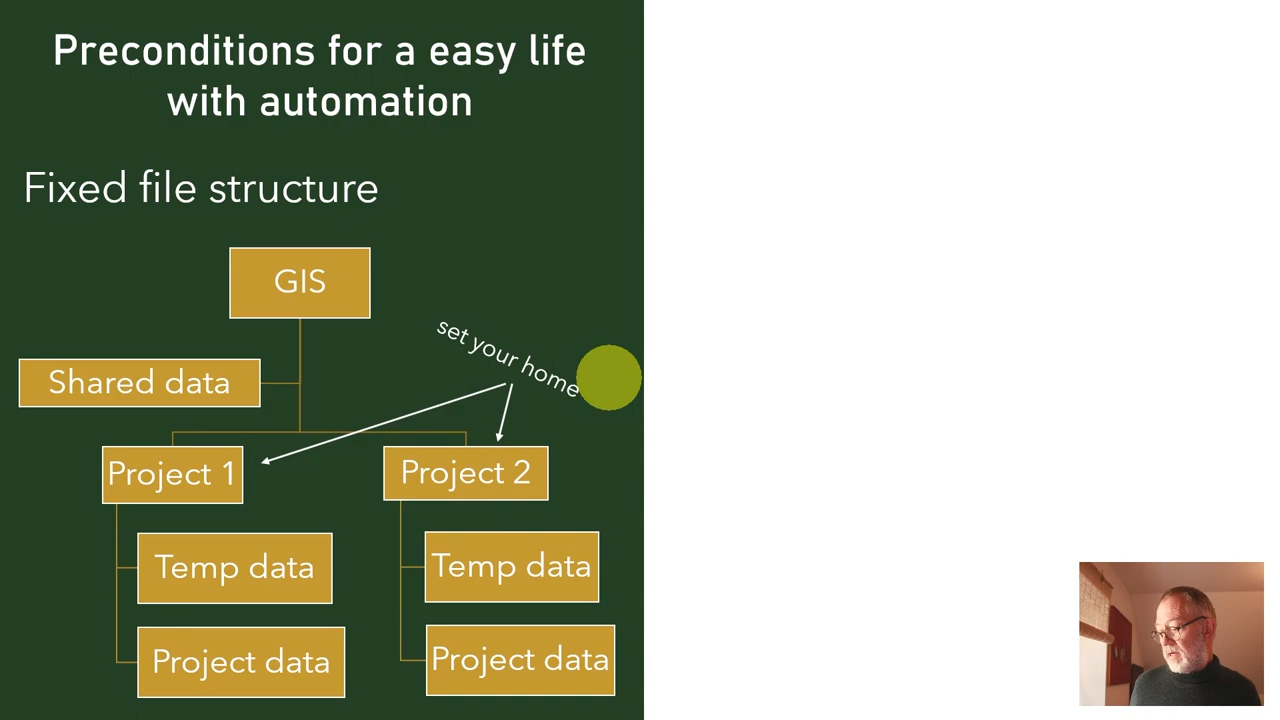 Preconditions for a easy life
with automation
Fixed file structure
GIS
set your home
Shared data
Project 1
Project 2
Temp data
Temp data
Project data
Project data